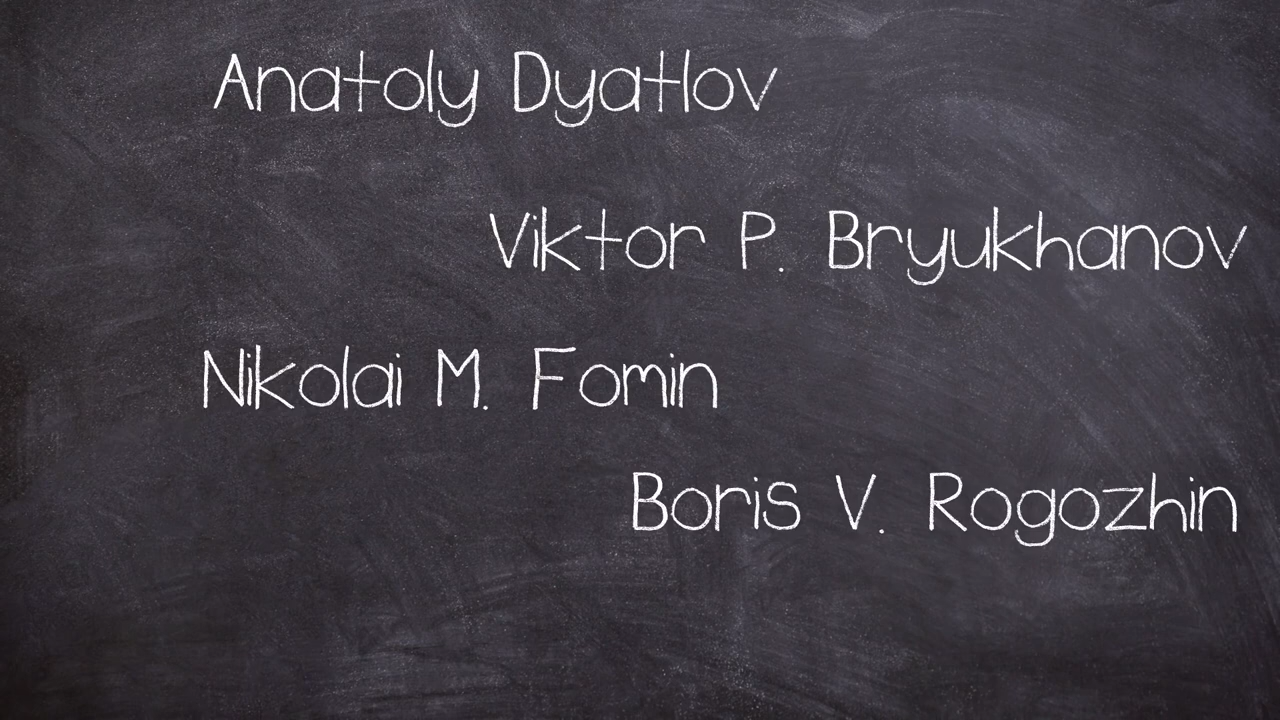 Anatoly Dyatlov
Viktor P. Bryukhanov
Nikolai M. Fomin
Boris V. Rogozhin